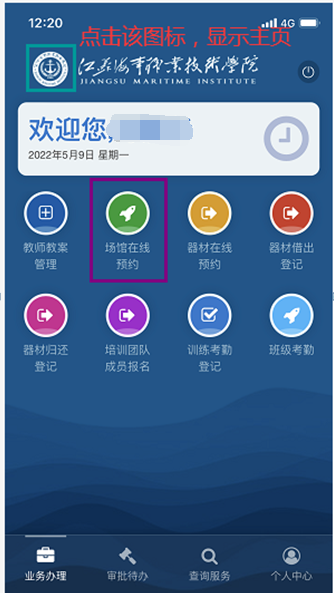 12:20
4G
点击该图标，显示主页
江苏海事职业技术学院
JIANGSU MARITIME INSTITUTE
欢迎您,
2022年5月9日 星期一
教师教案
管理
场馆在线
预约
器材在线
预约
器材借出
登记
器材归还
登记
培训团队
成员报名
训练考勤
登记
班级考勤
业务办理
审批待办
查询服务
个人中心